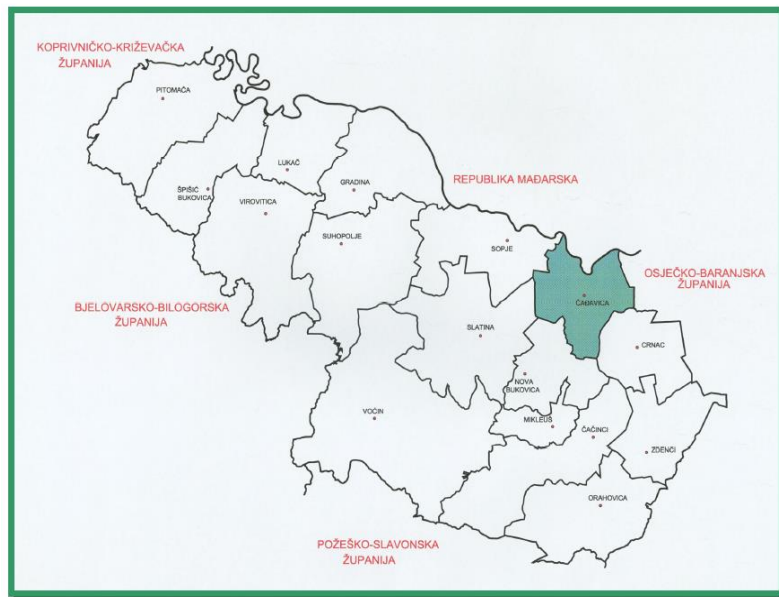 KOPRIVNIČKO-KRIŽEVAČKA
ŽUPANIJA
PITOMAČA
LUKAČ
ŠPIŠIĆ
BUKOVICA
GRADINA
REPUBLIKA MAĐARSKA
VIROVITICA
SUHOPOLJE
SOPJE
OSJEČKO-BARANJSKA
ŽUPANIJA
BJELOVARSKO-BILOGORSKA
ŽUPANIJA
ČAĐAVICA
SLATINA
CRNAC
NOVA
BUKOVICA
VOĆIN
MIKLEUŠ
ČAČINCI
ZDENCI
ORAHOVICA
POŽEŠKO-SLAVONSKA
ŽUPANIJA